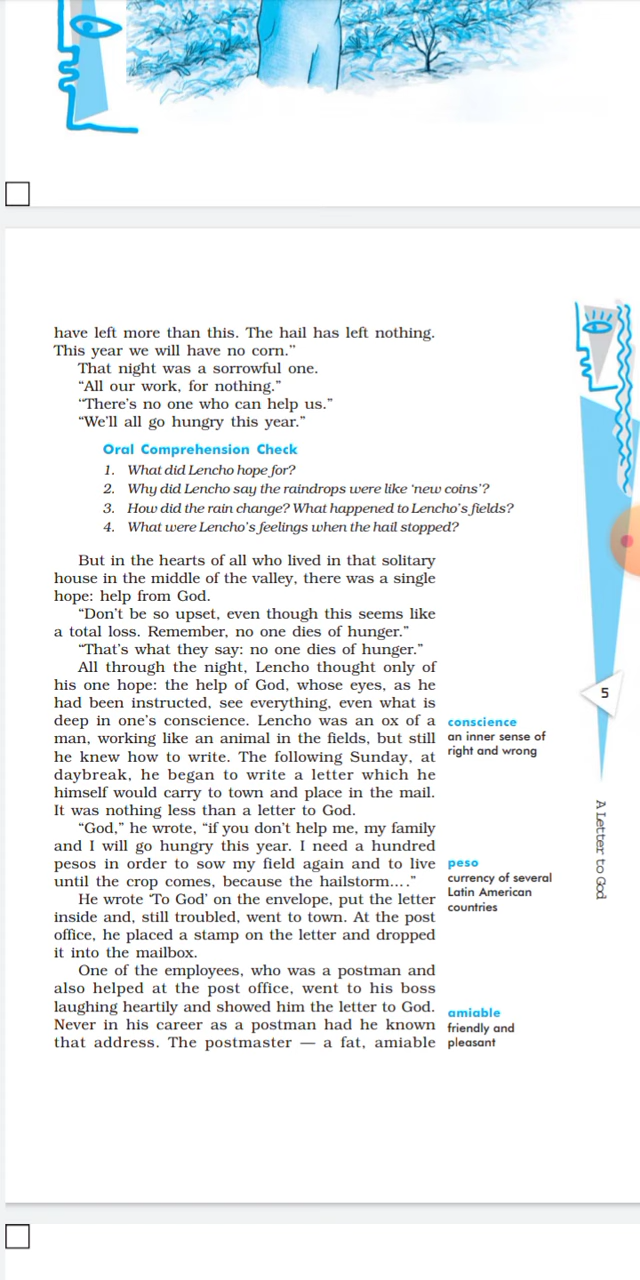 have left more than this. The hail has left nothing.
This year we will have no corn.”
That night was a sorrowful one.
“All our work, for nothing.”
“There’s no one who can help us.”
“We’ll all go hungry this year.”
Oral Comprehension Check
1. What did Lencho hope for?
2. Why did Lencho say the raindrops were like ‘new coins’?
3. How did the rain change? What happened to Lencho’s fields?
4. What were Lencho’s feelings when the hail stopped?
But in the hearts of all who lived in that solitary
house in the middle of the valley, there was a single
hope: help from God.
“Don’t be so upset, even though this seems like
a total loss. Remember, no one dies of hunger.”
“That’s what they say: no one dies of hunger.”
All through the night, Lencho thought only of
his one hope: the help of God, whose eyes, as he
had been instructed, see everything, even what is
deep in one’s conscience. Lencho was an ox of a
man, working like an animal in the fields, but still
he knew how to write. The following Sunday, at
daybreak, he began to write a letter which he
himself would carry to town and place in the mail.
It was nothing less than a letter to God.
“God,” he wrote, “if you don’t help me, my family
and I will go hungry this year. I need a hundred
pesos in order to sow my field again and to live
until the crop comes, because the hailstorm....”
He wrote ‘To God’ on the envelope, put the letter
inside and, still troubled, went to town. At the post
office, he placed a stamp on the letter and dropped
it into the mailbox.
One of the employees, who was a postman and
also helped at the post office, went to his boss
laughing heartily and showed him the letter to God.
Never in his career as a postman had he known
that address. The postmaster — a fat, amiable
conscience
an inner sense of
right and wrong
peso
currency of several
Latin American
countries
amiable
friendly and
pleasant
5
A Letter to God